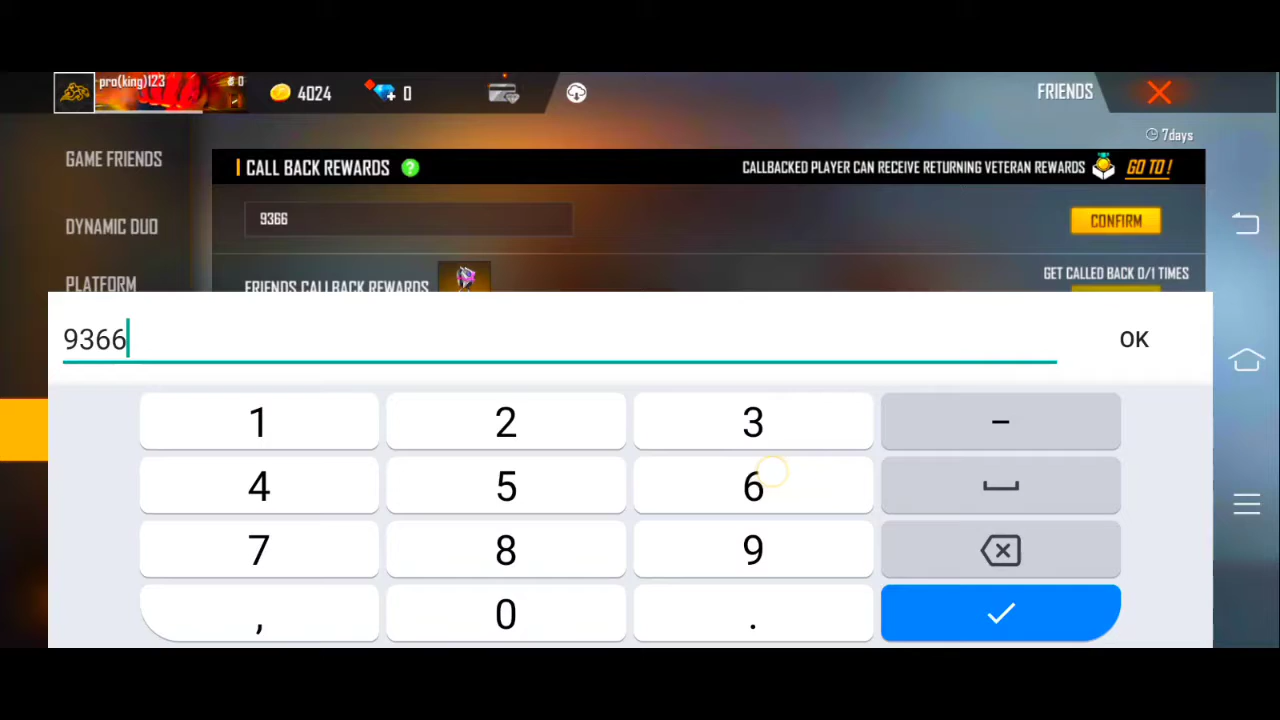 pro(king)123
0
4024
0
FRIENDS
7days
GAME FRIENDS
CALL BACK REWARDS ?
CALLBACKED PLAYER CAN RECEIVE RETURNING VETERAN REWARDS
GO TO !
DYNAMIC DUO
9366
CONFIRM
PLATFORM
FRIENDS CALLBACK REWARDS
GET CALLED BACK 0/1 TIMES
9366
OK
1 2 3 –
4 5 6
7 8 9
, 0 .